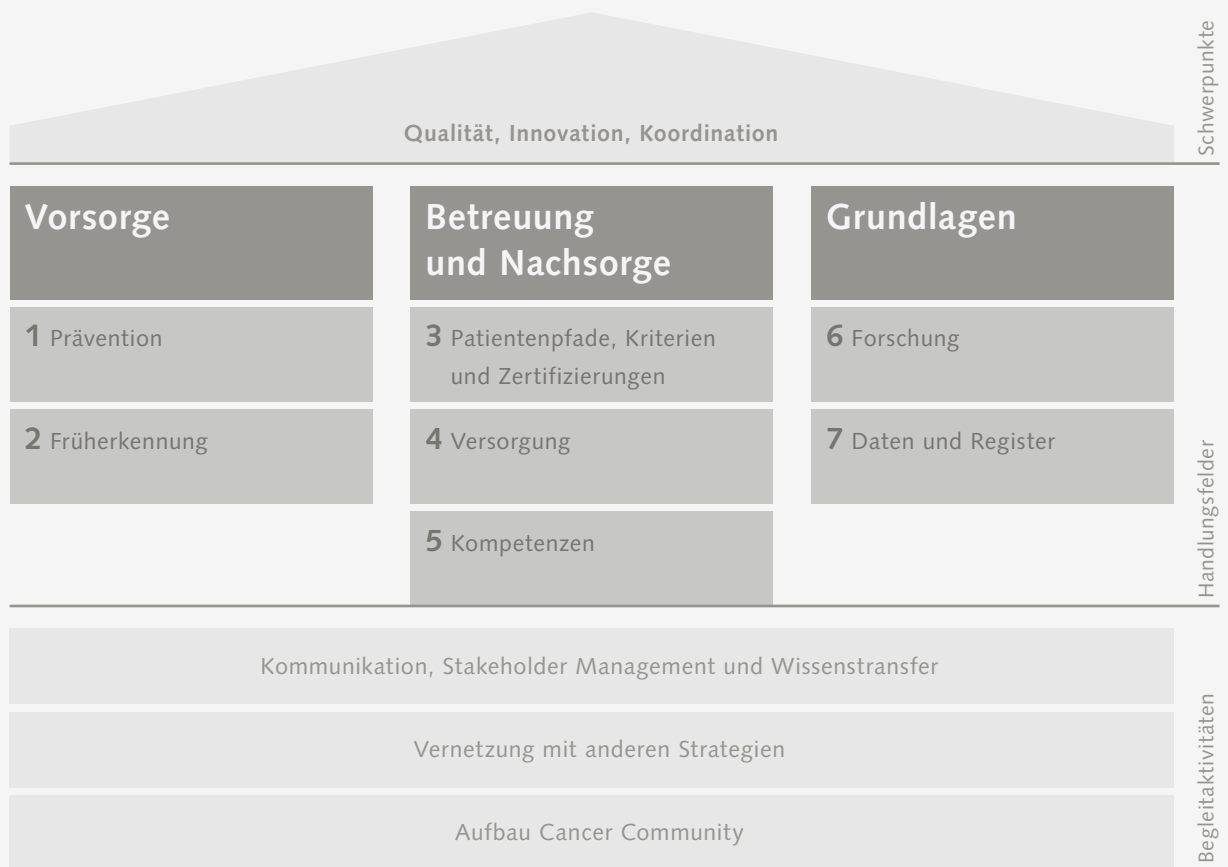 Qualität, Innovation, Koordination
Schwerpunkte
Vorsorge
1 Prävention
2 Früherkennung
Betreuung
und Nachsorge
3 Patientenpfade, Kriterien
und Zertifizierungen
4 Versorgung
5 Kompetenzen
Grundlagen
6 Forschung
7 Daten und Register
Handlungsfelder
Kommunikation, Stakeholder Management und Wissenstransfer
Vernetzung mit anderen Strategien
Aufbau Cancer Community
Begleitaktivitäten